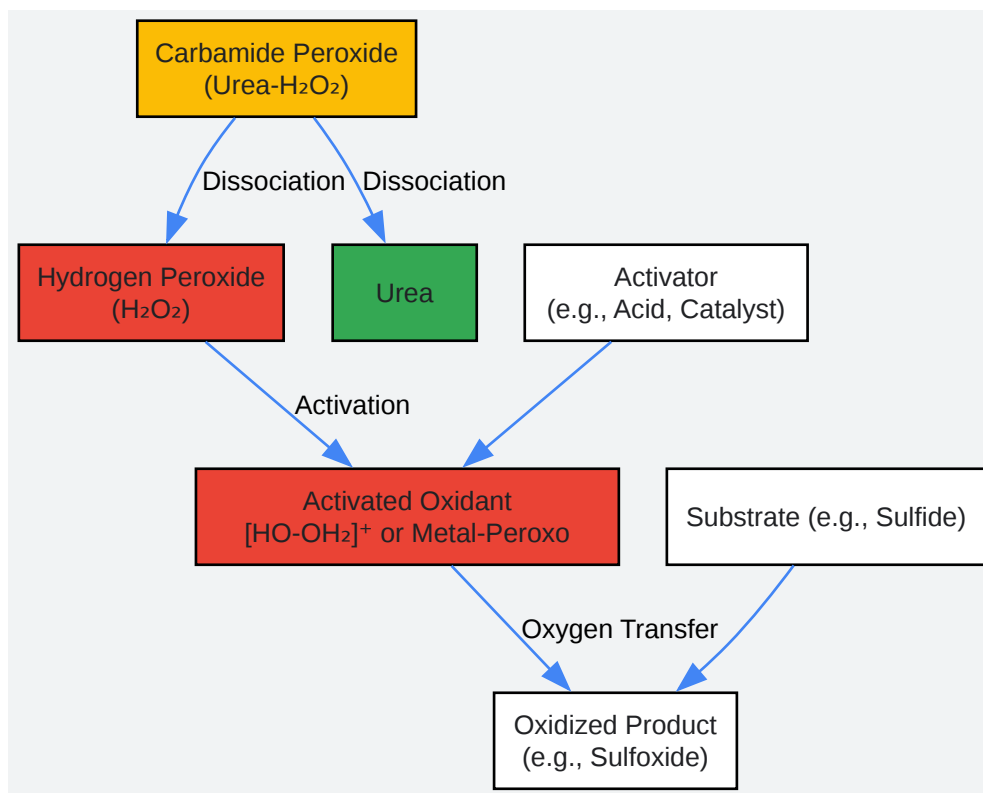 Carbamide Peroxide
(Urea-H₂O₂)
Dissociation
Dissociation
Hydrogen Peroxide
(H₂O₂)
Urea
Activator
(e.g., Acid, Catalyst)
Activation
Activated Oxidant
[HO-OH₂]⁺ or Metal-Peroxo
Substrate (e.g., Sulfide)
Oxygen Transfer
Oxidized Product
(e.g., Sulfoxide)